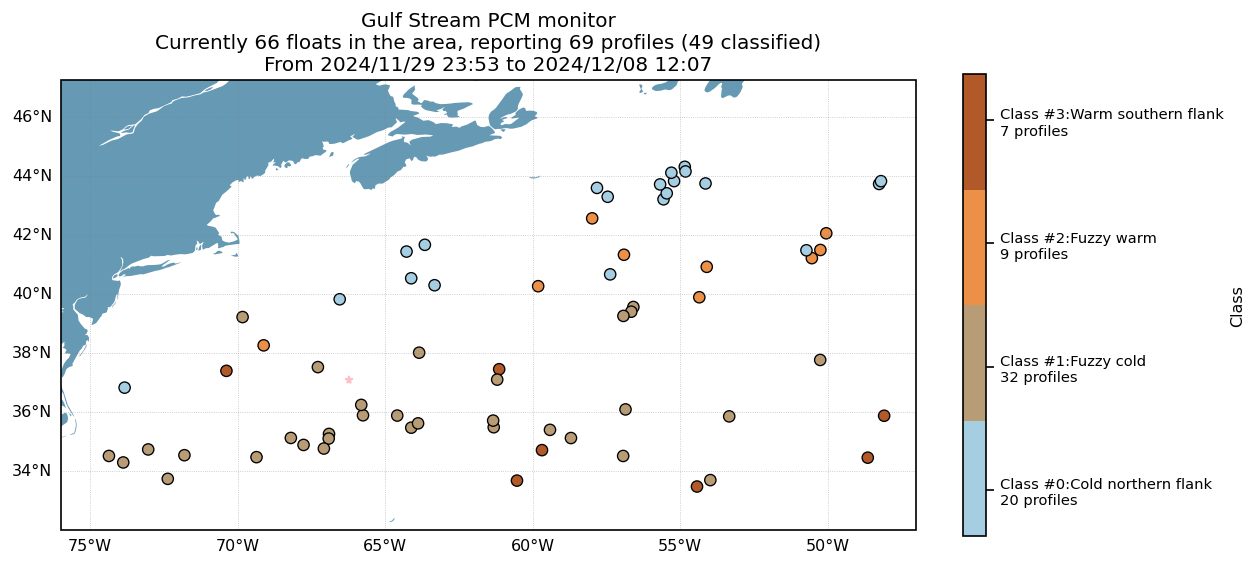 Gulf Stream PCM monitor
Currently 66 floats in the area, reporting 69 profiles (49 classified)
From 2024/11/29 23:53 to 2024/12/08 12:07
46°N
44°N
42°N
40°N
38°N
36°N
34°N
75°W
70°W
65°W
60°W
55°W
50°W
Class #3:Warm southern flank
7 profiles
Class #2:Fuzzy warm
9 profiles
Class #1:Fuzzy cold
32 profiles
Class #0:Cold northern flank
20 profiles
Class